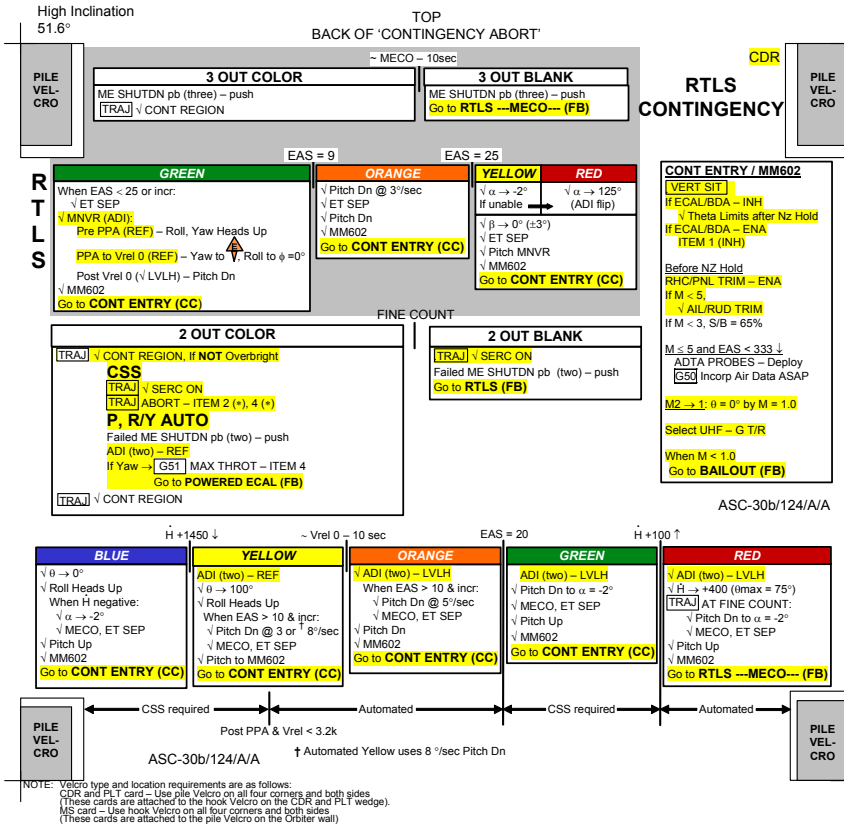 High Inclination
51.6°
TOP
BACK OF 'CONTINGENCY ABORT'
CDR
PILE
VEL-
CRO
PILE
VEL-
CRO
~ MECO – 10sec
3 OUT COLOR
ME SHUTDN pb (three) – push
TRAJ √ CONT REGION
3 OUT BLANK
ME SHUTDN pb (three) – push
Go to RTLS ---MECO--- (FB)
RTLS
CONTINGENCY
RTLS
EAS = 9
EAS = 25
GREEN
When EAS < 25 or incr:
√ ET SEP
√ MNVR (ADI):
Pre PPA (REF) – Roll, Yaw Heads Up
PPA to Vrel 0 (REF) – Yaw to E, Roll to ϕ =0°
Post Vrel 0 (√ LVLH) – Pitch Dn
√ MM602
Go to CONT ENTRY (CC)
ORANGE
√ Pitch Dn @ 3°/sec
√ ET SEP
√ Pitch Dn
√ MM602
Go to CONT ENTRY (CC)
YELLOW
√ α → -2°
If unable
RED
√ α → 125°
(ADI flip)
√ β → 0° (±3°)
√ ET SEP
√ Pitch MNVR
√ MM602
Go to CONT ENTRY (CC)
CONT ENTRY / MM602
VERT SIT
If ECAL/BDA – INH
√ Theta Limits after Nz Hold
If ECAL/BDA – ENA
ITEM 1 (INH)
Before NZ Hold
RHC/PNL TRIM – ENA
If M < 5,
√ AIL/RUD TRIM
If M < 3, S/B = 65%
M ≤ 5 and EAS < 333 ↓
ADTA PROBES – Deploy
G50 Incorp Air Data ASAP
M2 → 1: θ = 0° by M = 1.0
Select UHF – G T/R
When M < 1.0
Go to BAILOUT (FB)
ASC-30b/124/A/A
FINE COUNT
2 OUT COLOR
TRAJ √ CONT REGION, If NOT Overbright
CSS
TRAJ √ SERC ON
TRAJ ABORT – ITEM 2 (∗), 4 (∗)
P, R/Y AUTO
Failed ME SHUTDN pb (two) – push
ADI (two) – REF
If Yaw → G51 MAX THROT – ITEM 4
Go to POWERED ECAL (FB)
TRAJ √ CONT REGION
2 OUT BLANK
TRAJ √ SERC ON
Failed ME SHUTDN pb (two) – push
Go to RTLS (FB)
Ḣ +1450 ↓
~ Vrel 0 – 10 sec
EAS = 20
Ḣ +100 ↑
BLUE
√ θ → 0°
√ Roll Heads Up
When Ḣ negative:
√ α → -2°
√ MECO, ET SEP
√ Pitch Up
√ MM602
Go to CONT ENTRY (CC)
YELLOW
ADI (two) – REF
√ θ → 100°
√ Roll Heads Up
When EAS > 10 & incr:
√ Pitch Dn @ 3 or † 8°/sec
√ MECO, ET SEP
√ Pitch to MM602
Go to CONT ENTRY (CC)
ORANGE
√ ADI (two) – LVLH
When EAS > 10 & incr:
√ Pitch Dn @ 5°/sec
√ MECO, ET SEP
√ Pitch Dn
√ MM602
Go to CONT ENTRY (CC)
GREEN
ADI (two) – LVLH
√ Pitch Dn to α = -2°
√ MECO, ET SEP
√ Pitch Up
√ MM602
Go to CONT ENTRY (CC)
RED
√ ADI (two) – LVLH
√ Ḣ → +400 (θmax = 75°)
TRAJ AT FINE COUNT:
√ Pitch Dn to α = -2°
√ MECO, ET SEP
√ Pitch Up
√ MM602
Go to RTLS ---MECO--- (FB)
CSS required
Automated
CSS required
Automated
Post PPA & Vrel < 3.2k
PILE
VEL-
CRO
PILE
VEL-
CRO
ASC-30b/124/A/A
† Automated Yellow uses 8 °/sec Pitch Dn
NOTE: Velcro type and location requirements are as follows:
CDR and PLT card – Use pile Velcro on all four corners and both sides
(These cards are attached to the hook Velcro on the CDR and PLT wedge).
MS card – Use hook Velcro on all four corners and both sides
(These cards are attached to the pile Velcro on the Orbiter wall)